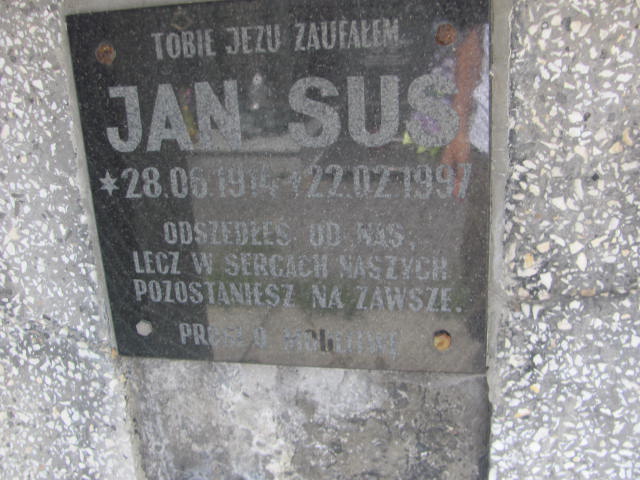 TOBIE JEZU ZAUFAŁEM
JAN SUS
*28.06.1914 †22.02.1997
ODSZEDŁEŚ OD NAS,
LECZ W SERCACH NASZYCH
POZOSTANIESZ NA ZAWSZE.
O